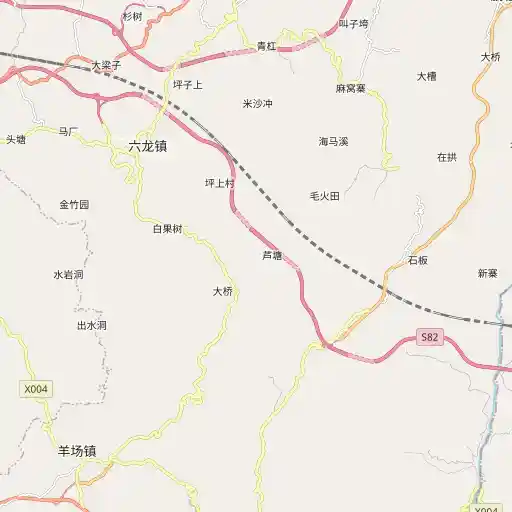 杉树
叫子垮
青杠
大桥
大梁子
大槽
坪子上
麻窝寨
米沙冲
马厂
头塘
六龙镇
海马溪
在拱
坪上村
毛火田
金竹园
白果树
芦塘
石板
水岩洞
新寨
大桥
出水洞
S82
X004
羊场镇
X004